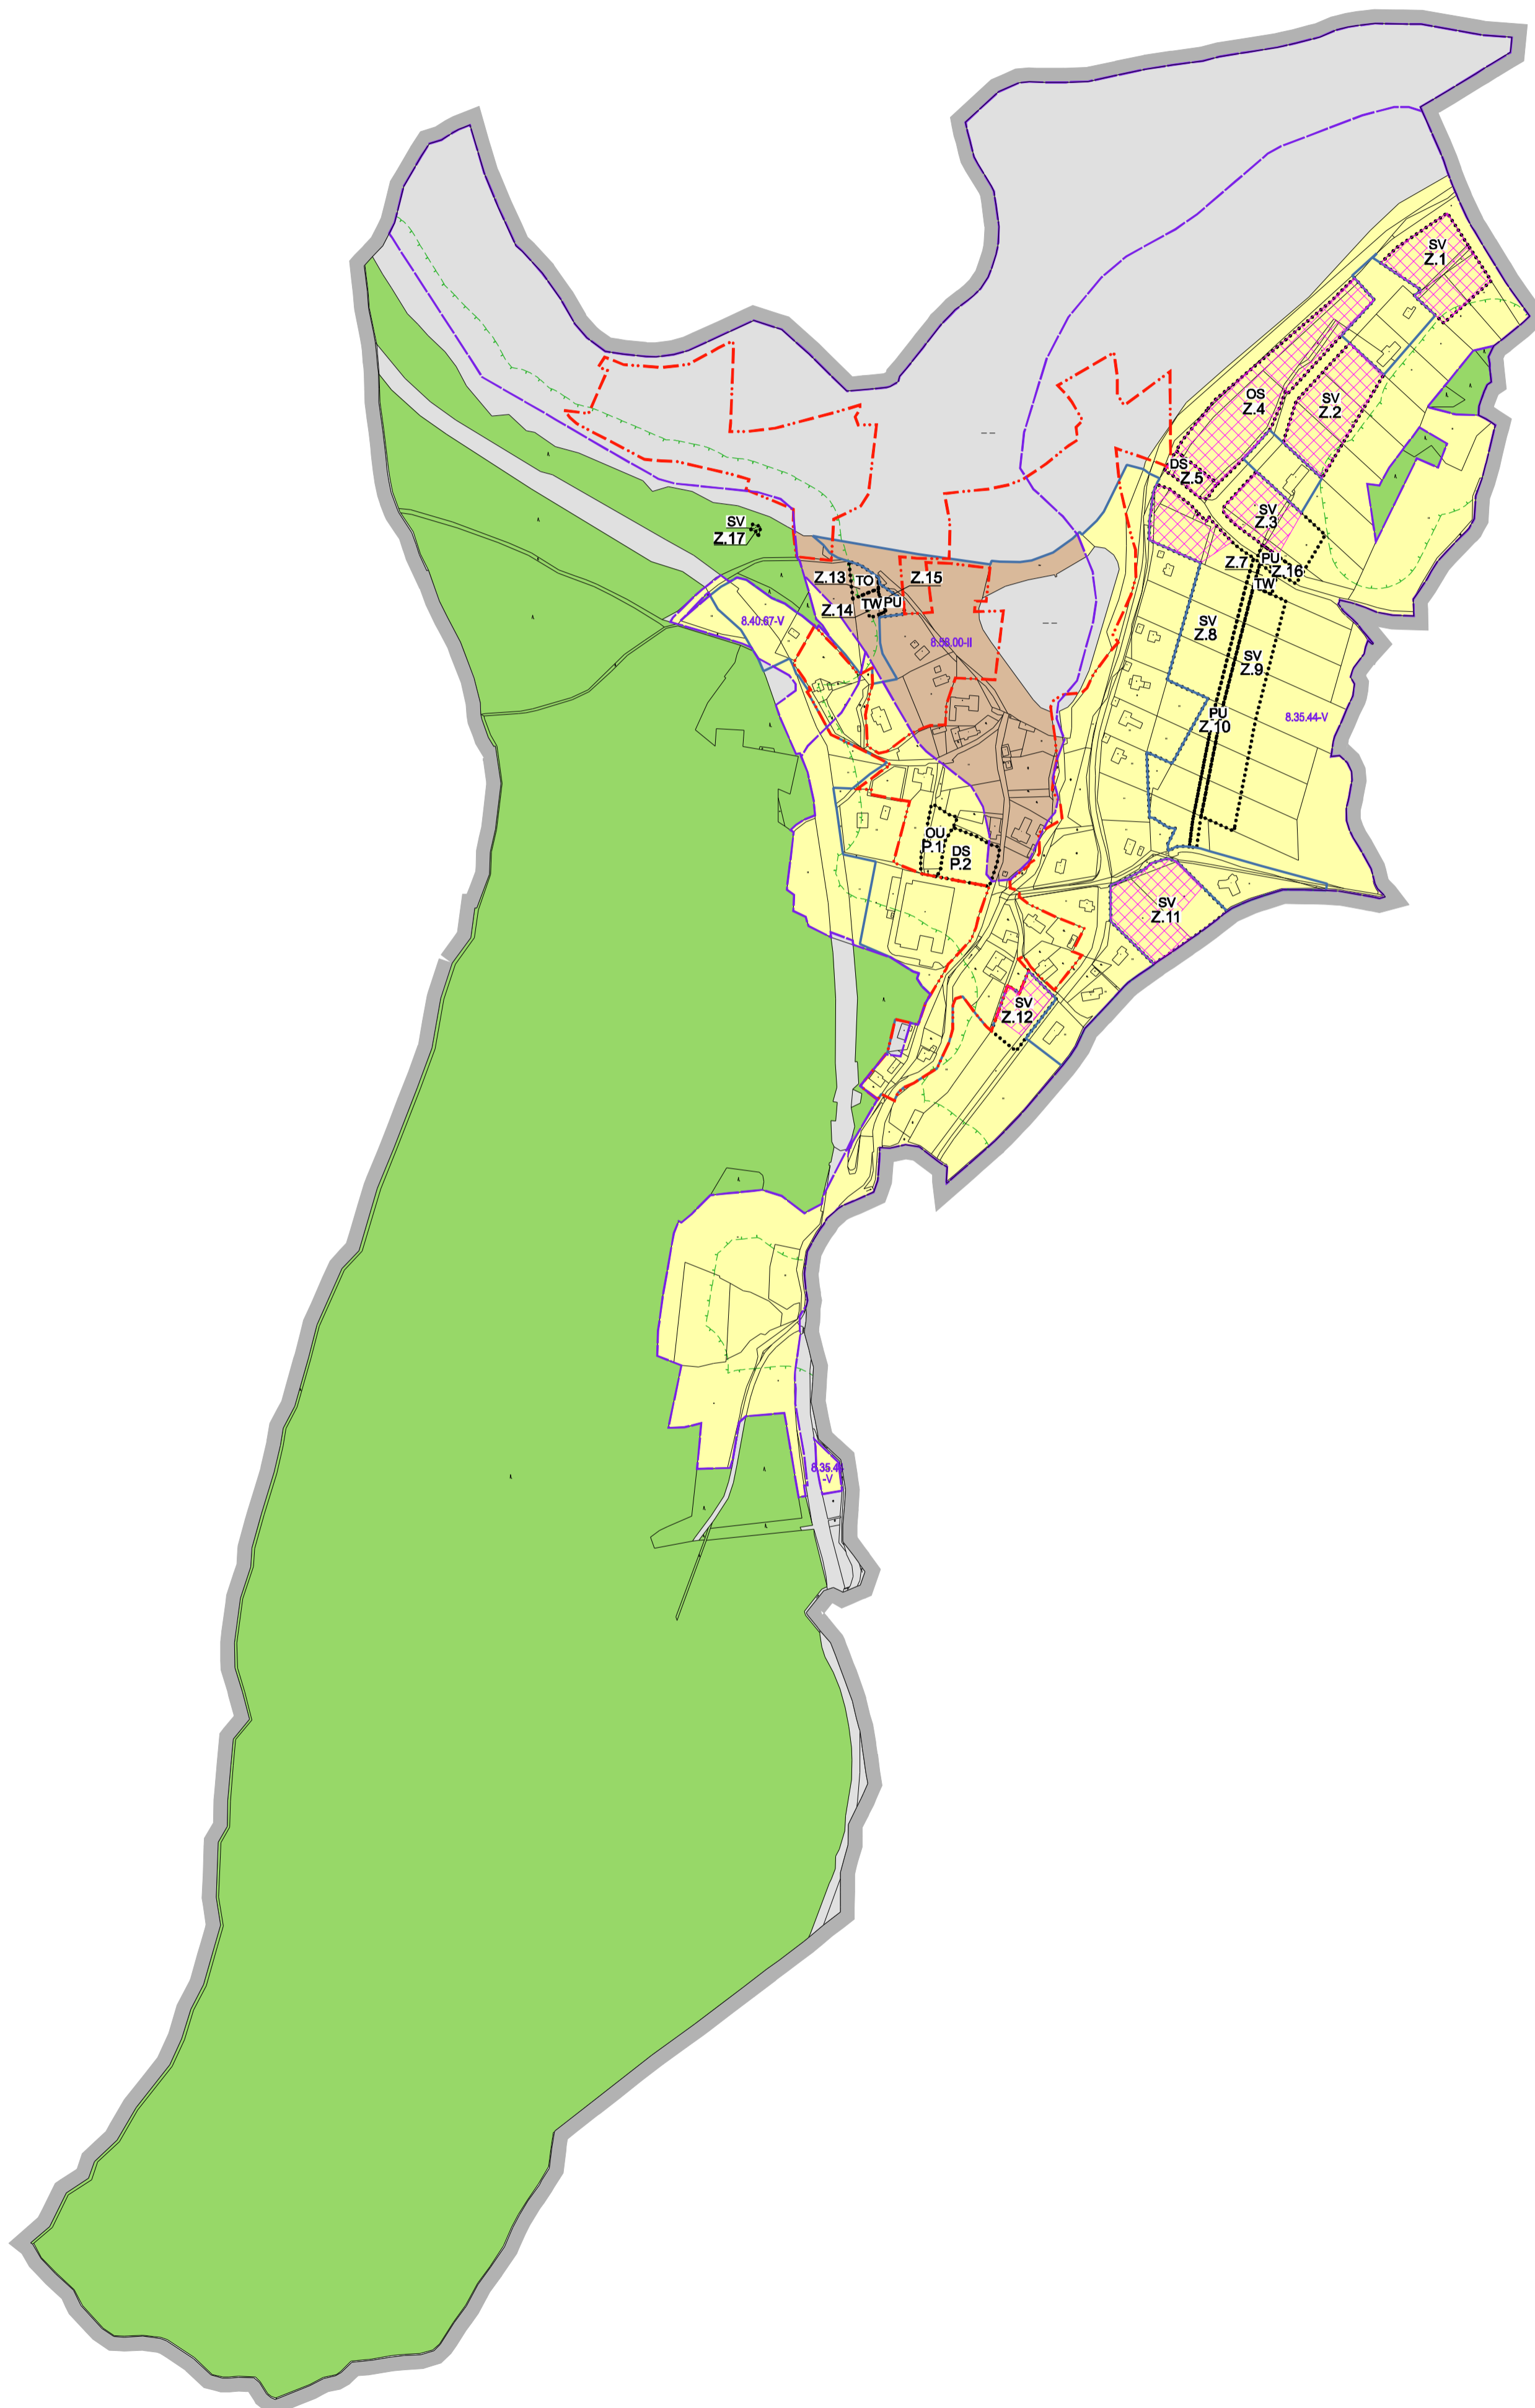 SV
Z.1
OS
Z.4
SV
Z.2
DS
Z.5
SV
Z.3
SV
Z.17
Z.7
PU
Z.16
TW
Z.13
TO
Z.15
Z.14
TW
PU
8.40.67-V
8.58.00-II
SV
Z.8
SV
Z.9
PU
Z.10
8.35.44-V
OU
P.1
DS
P.2
SV
Z.11
SV
Z.12
-V